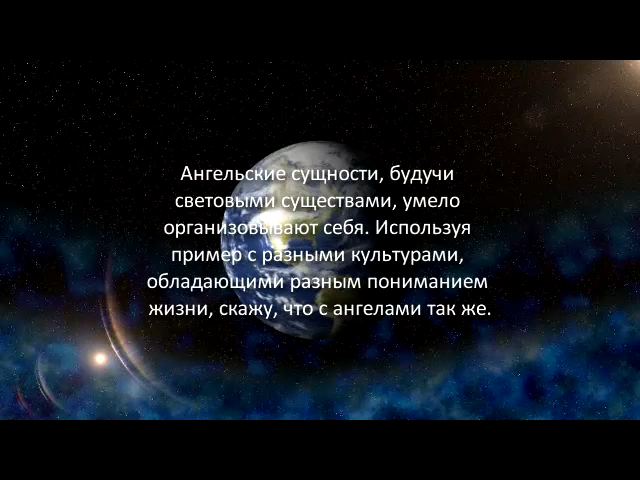 Ангельские сущности, будучи
световыми существами, умело
организовывают себя. Используя
пример с разными культурами,
обладающими разным пониманием
жизни, скажу, что с ангелами так же.